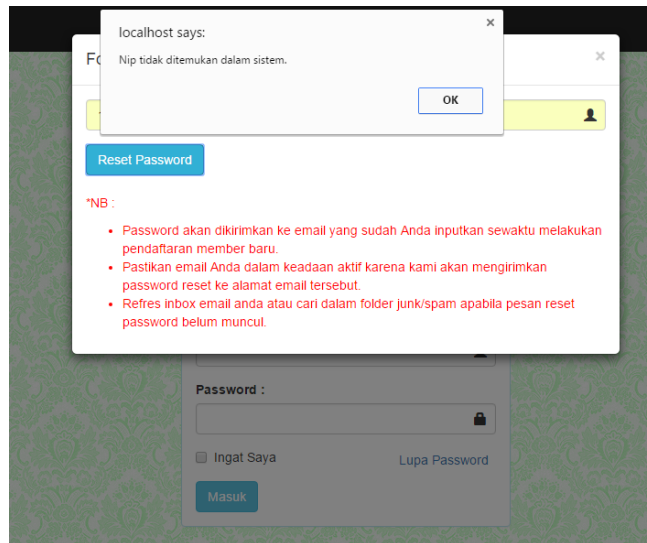 localhost says:
Nip tidak ditemukan dalam sistem.
OK
Reset Password
*NB :
Password akan dikirimkan ke email yang sudah Anda inputkan sewaktu melakukan
pendaftaran member baru.
Pastikan email Anda dalam keadaan aktif karena kami akan mengirimkan
password reset ke alamat email tersebut.
Refres inbox email anda atau cari dalam folder junk/spam apabila pesan reset
password belum muncul.
Password :
Ingat Saya
Lupa Password
Masuk